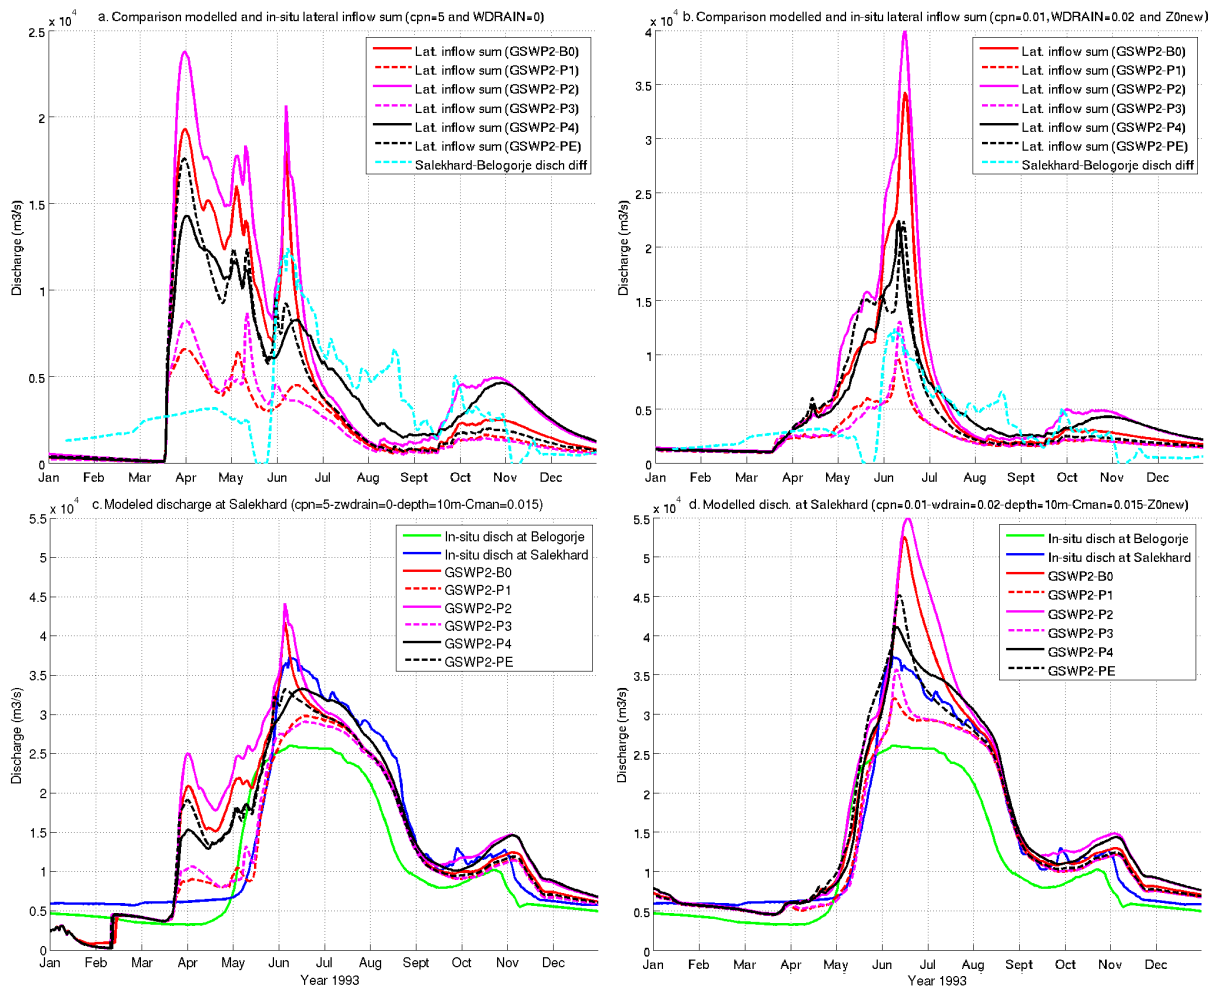 a. Comparison modelled and in-situ lateral inflow sum (cpn=5 and WDRAIN=0)
x 10^4
2.5
2
1.5
1
0.5
0
Discharge (m3/s)
Lat. inflow sum (GSWP2-B0)
Lat. inflow sum (GSWP2-P1)
Lat. inflow sum (GSWP2-P2)
Lat. inflow sum (GSWP2-P3)
Lat. inflow sum (GSWP2-P4)
Lat. inflow sum (GSWP2-PE)
Salekhard-Belogorje disch diff
Jan Feb Mar Apr May Jun Jul Aug Sept Oct Nov Dec
b. Comparison modelled and in-situ lateral inflow sum (cpn=0.01,WDRAIN=0.02 and Z0new)
x 10^4
4
3.5
3
2.5
2
1.5
1
0.5
0
Discharge (m3/s)
Lat. inflow sum (GSWP2-B0)
Lat. inflow sum (GSWP2-P1)
Lat. inflow sum (GSWP2-P2)
Lat. inflow sum (GSWP2-P3)
Lat. inflow sum (GSWP2-P4)
Lat. inflow sum (GSWP2-PE)
Salekhard-Belogorje disch diff
Jan Feb Mar Apr May Jun Jul Aug Sept Oct Nov Dec
c. Modeled discharge at Salekhard (cpn=5-zwdrain=0-depth=10m-Cman=0.015)
x 10^4
5.5
5
4.5
4
3.5
3
2.5
2
1.5
1
0.5
0
Discharge (m3/s)
In-situ disch at Belogorje
In-situ disch at Salekhard
GSWP2-B0
GSWP2-P1
GSWP2-P2
GSWP2-P3
GSWP2-P4
GSWP2-PE
Jan Feb Mar Apr May Jun Jul Aug Sept Oct Nov Dec
Year 1993
d. Modelled disch. at Salekhard (cpn=0.01-wdrain=0.02-depth=10m-Cman=0.015-Z0new)
x 10^4
5.5
5
4.5
4
3.5
3
2.5
2
1.5
1
0.5
0
Discharge (m3/s)
In-situ disch at Belogorje
In-situ disch at Salekhard
GSWP2-B0
GSWP2-P1
GSWP2-P2
GSWP2-P3
GSWP2-P4
GSWP2-PE
Jan Feb Mar Apr May Jun Jul Aug Sept Oct Nov Dec
Year 1993